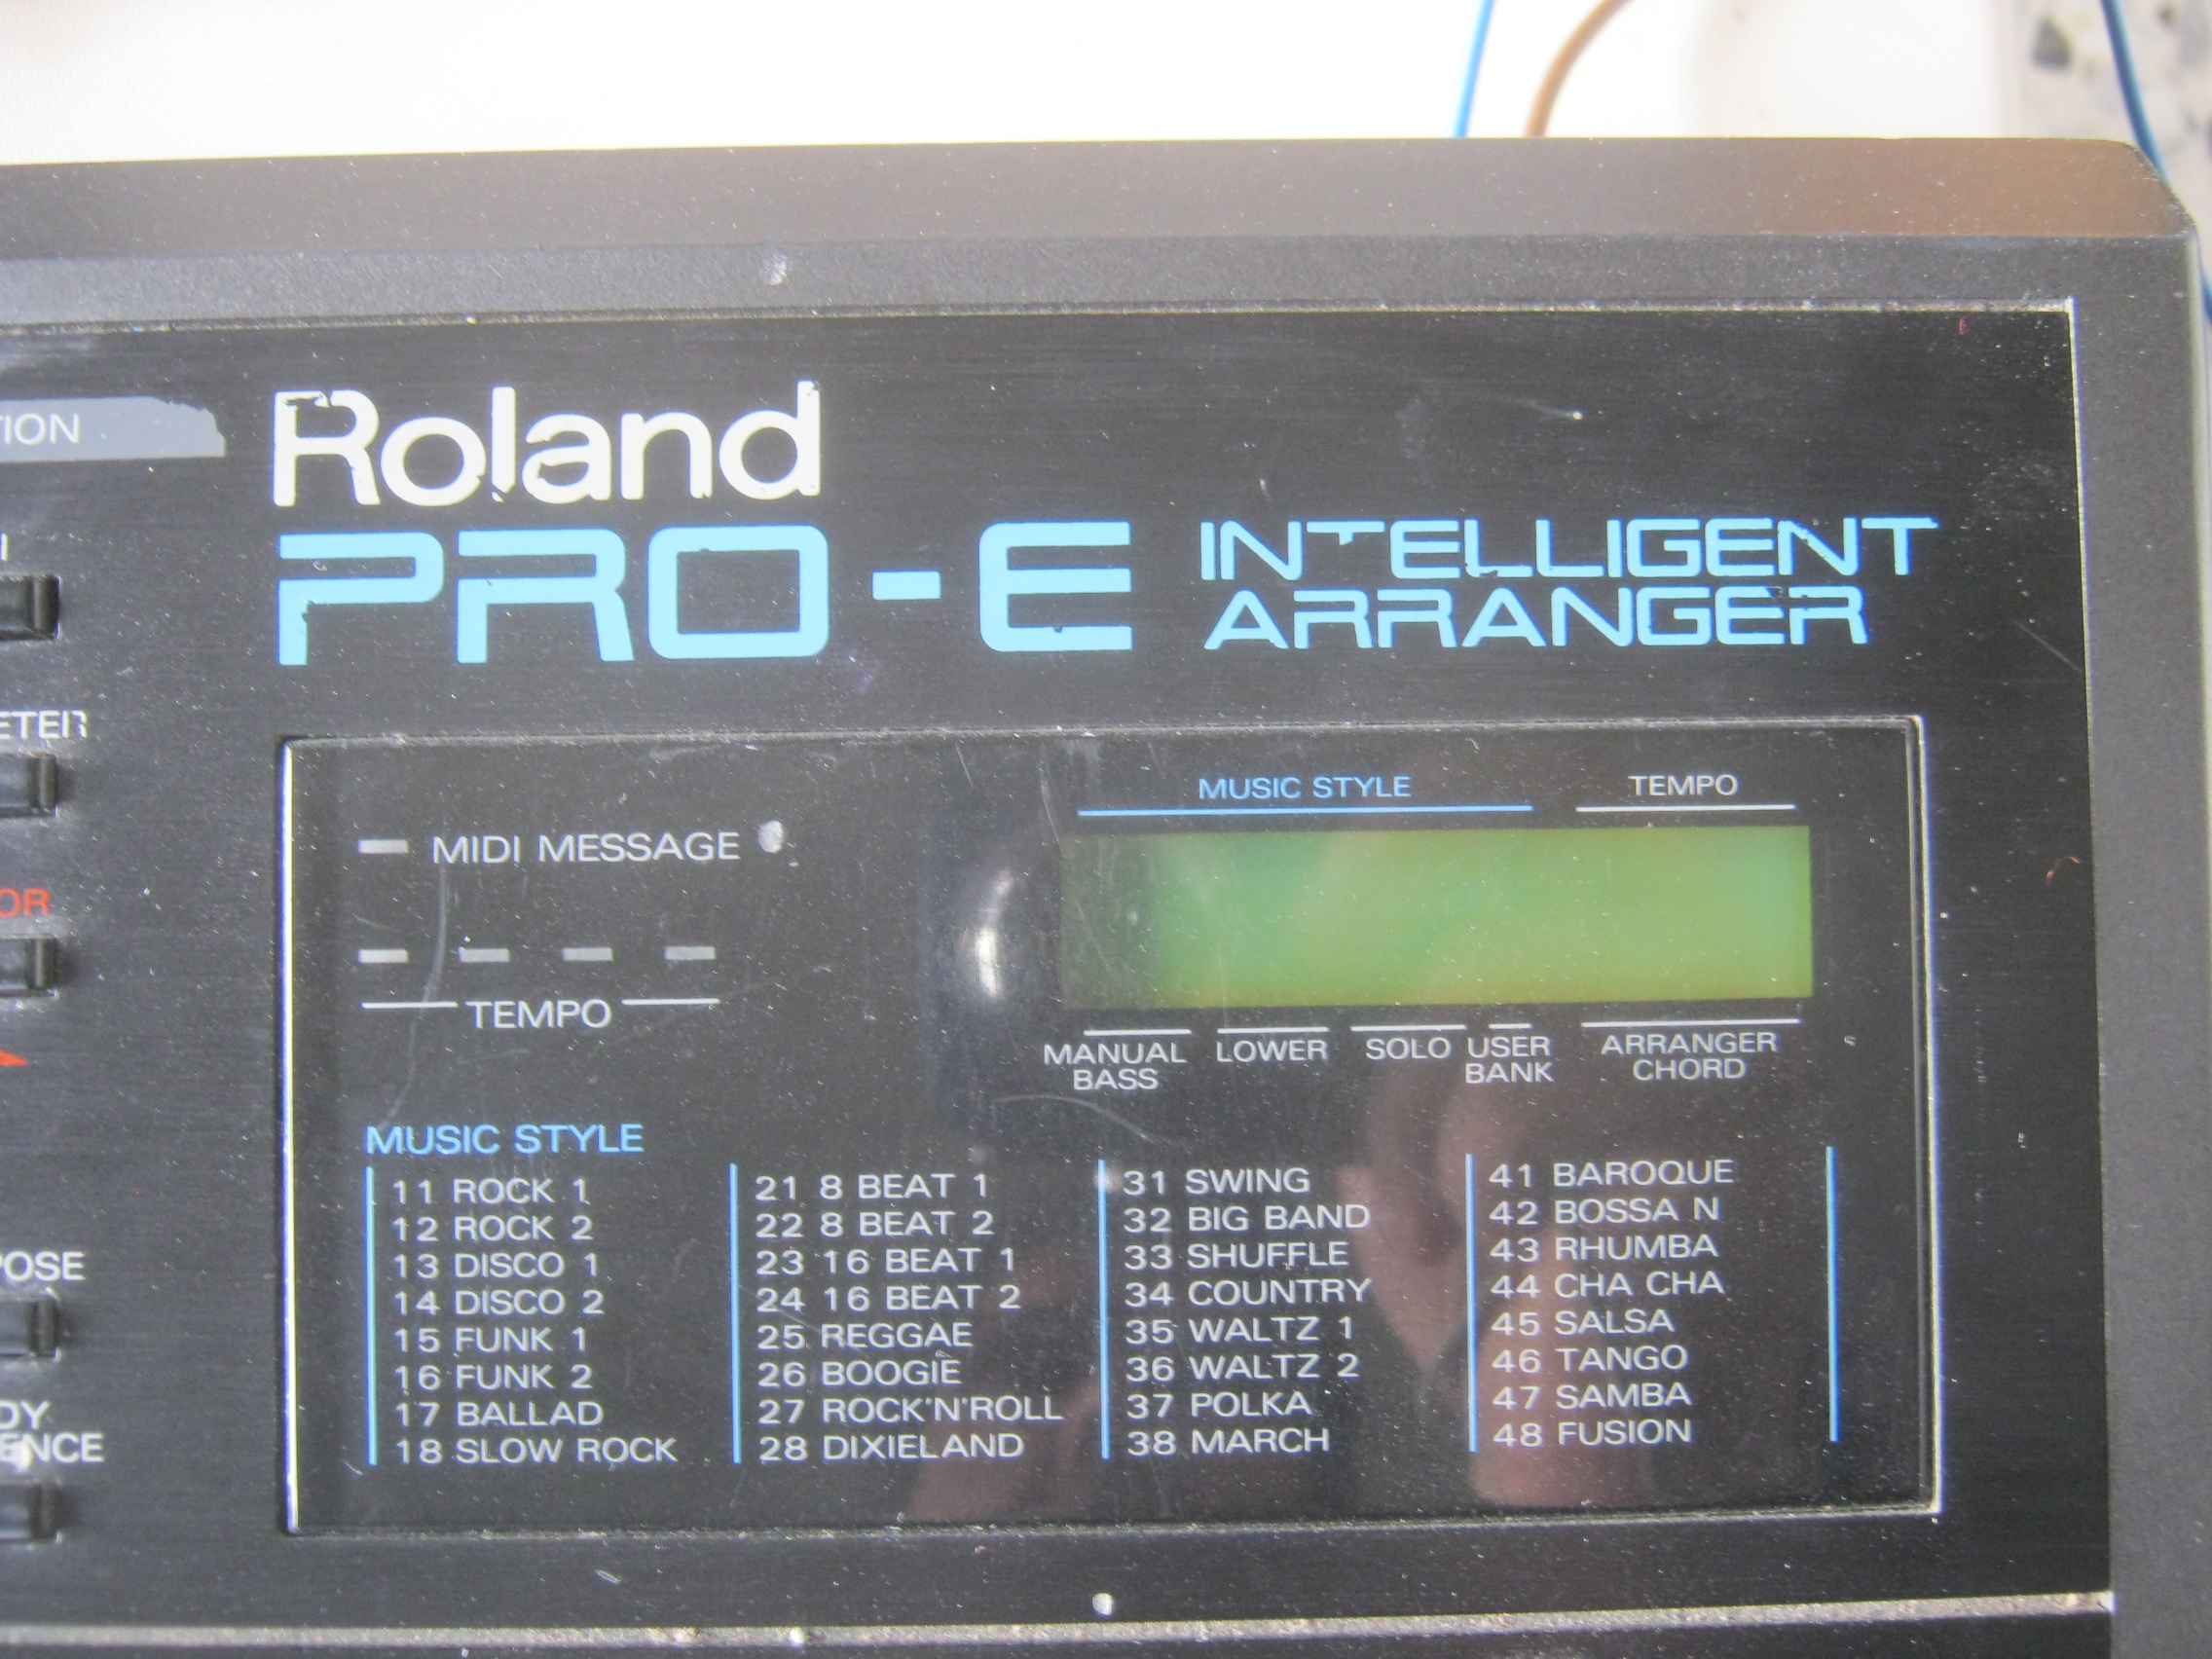 Roland
PRO-E INTELLIGENT
ARRANGER
MUSIC STYLE TEMPO
MIDI MESSAGE
TEMPO
MANUAL BASS LOWER SOLO USER BANK ARRANGER CHORD
MUSIC STYLE
11 ROCK 1
12 ROCK 2
13 DISCO 1
14 DISCO 2
15 FUNK 1
16 FUNK 2
17 BALLAD
18 SLOW ROCK
21 8 BEAT 1
22 8 BEAT 2
23 16 BEAT 1
24 16 BEAT 2
25 REGGAE
26 BOOGIE
27 ROCK'N'ROLL
28 DIXIELAND
31 SWING
32 BIG BAND
33 SHUFFLE
34 COUNTRY
35 WALTZ 1
36 WALTZ 2
37 POLKA
38 MARCH
41 BAROQUE
42 BOSSA N
43 RHUMBA
44 CHA CHA
45 SALSA
46 TANGO
47 SAMBA
48 FUSION